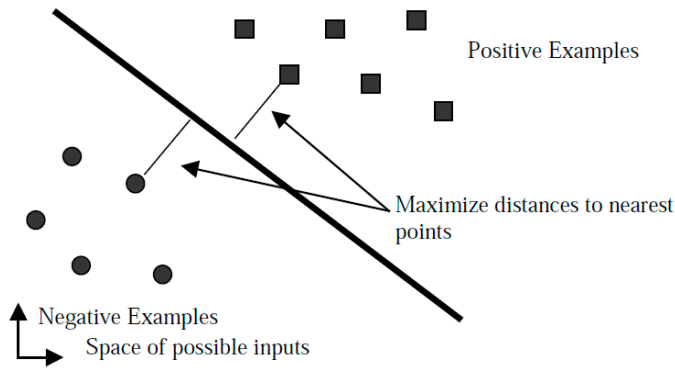 Positive Examples
Maximize distances to nearest
points
Negative Examples
Space of possible inputs